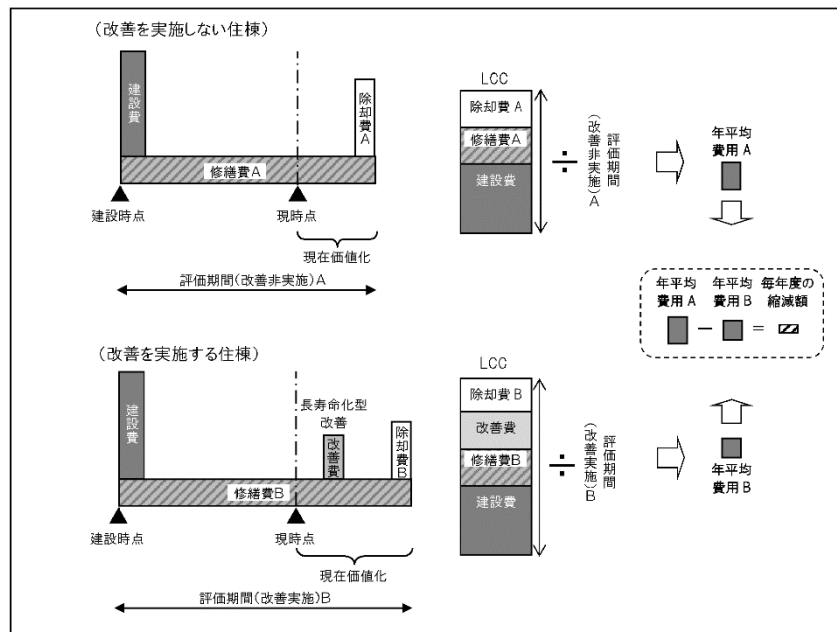 (改善を実施しない住棟)
建設費
除却費A
修繕費A
建設時点
現時点
現在価値化
評価期間(改善非実施)A
LCC
除却費A
修繕費A
建設費
÷
評価期間
(改善非実施)A
年平均
費用A
年平均
費用A
年平均
費用B
毎年度の
縮減額
－
＝
(改善を実施する住棟)
建設費
長寿命化型
改善
改善費
除却費B
修繕費B
建設時点
現時点
現在価値化
評価期間(改善実施)B
LCC
除却費B
改善費
修繕費B
建設費
÷
評価期間
(改善実施)B
年平均
費用B